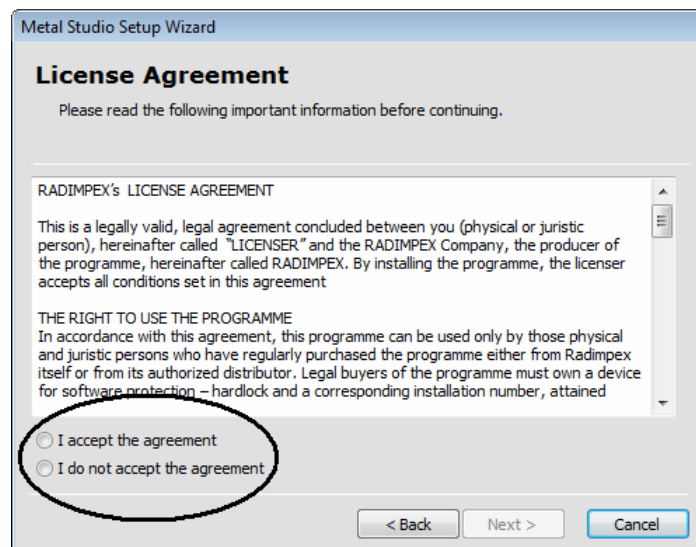 Metal Studio Setup Wizard
License Agreement
Please read the following important information before continuing.
RADIMPEX's LICENSE AGREEMENT
This is a legally valid, legal agreement concluded between you (physical or juristic
person), hereinafter called "LICENSER" and the RADIMPEX Company, the producer of
the programme, hereinafter called RADIMPEX. By installing the programme, the licenser
accepts all conditions set in this agreement
THE RIGHT TO USE THE PROGRAMME
In accordance with this agreement, this programme can be used only by those physical
and juristic persons who have regularly purchased the programme either from Radimpex
itself or from its authorized distributor. Legal buyers of the programme must own a device
for software protection – hardlock and a corresponding installation number, attained
I accept the agreement
I do not accept the agreement
< Back Next > Cancel